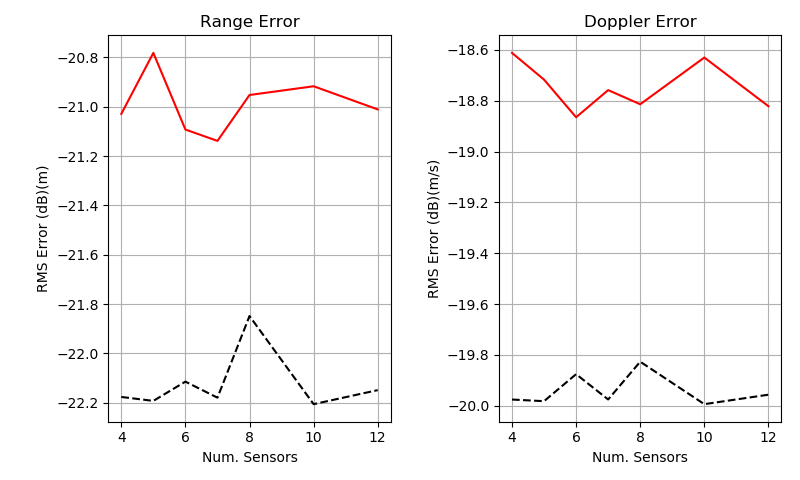 Range Error
RMS Error (dB)(m)
−20.8
−21.0
−21.2
−21.4
−21.6
−21.8
−22.0
−22.2
4 6 8 10 12
Num. Sensors
Doppler Error
RMS Error (dB)(m/s)
−18.6
−18.8
−19.0
−19.2
−19.4
−19.6
−19.8
−20.0
4 6 8 10 12
Num. Sensors